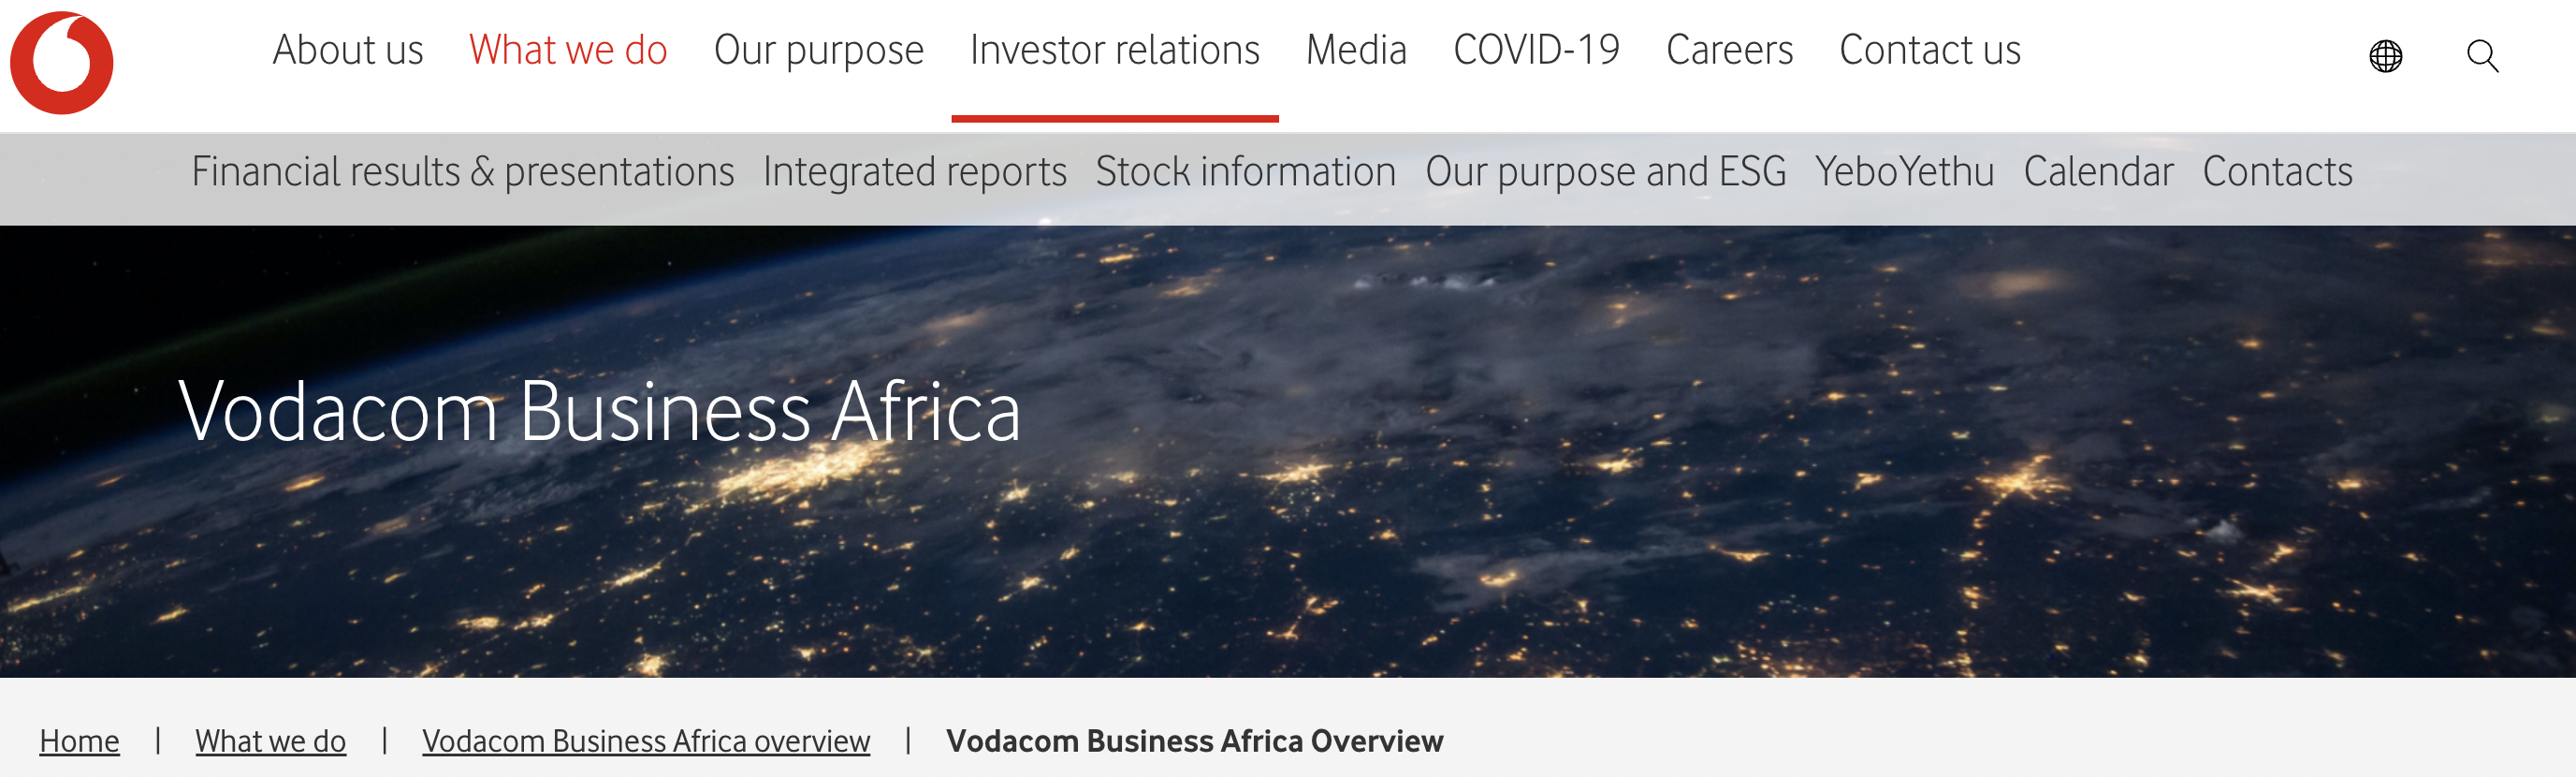 About us What we do Our purpose Investor relations Media COVID-19 Careers Contact us
Financial results & presentations Integrated reports Stock information Our purpose and ESG YeboYethu Calendar Contacts
Vodacom Business Africa
Home | What we do | Vodacom Business Africa overview | Vodacom Business Africa Overview